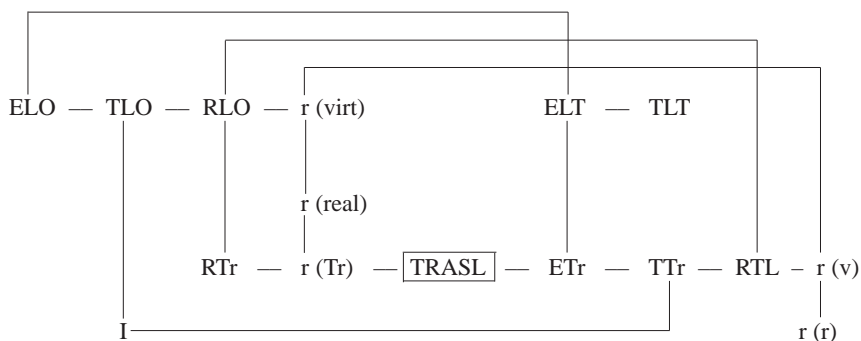 ELO — TLO — RLO — r (virt) ELT — TLT
r (real)
RTr — r (Tr) — TRASL — ETr — TTr — RTL – r (v)
I r (r)